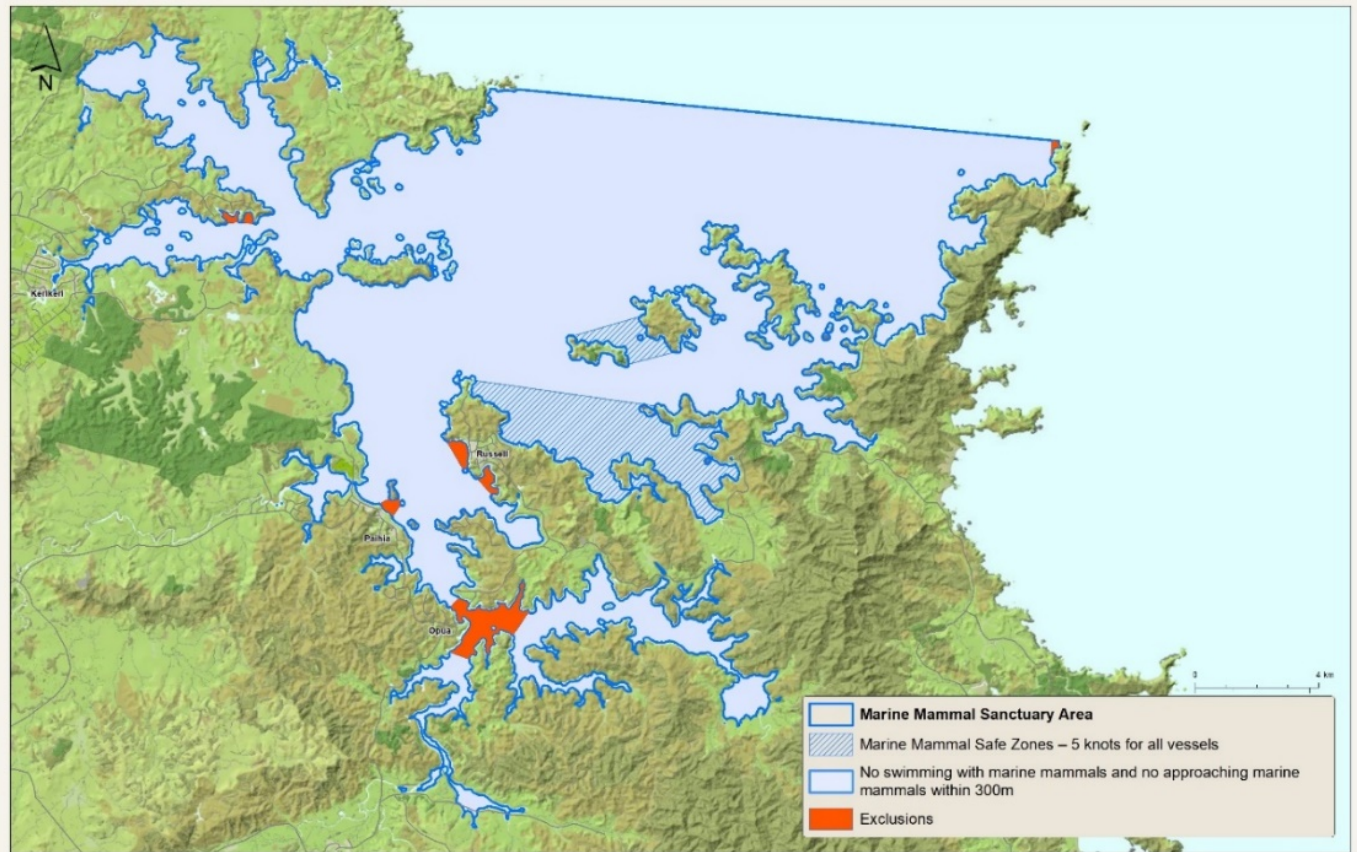 N
Kerikeri
Russell
Paihia
Opua
0 4 km
Marine Mammal Sanctuary Area
Marine Mammal Safe Zones – 5 knots for all vessels
No swimming with marine mammals and no approaching marine
mammals within 300m
Exclusions